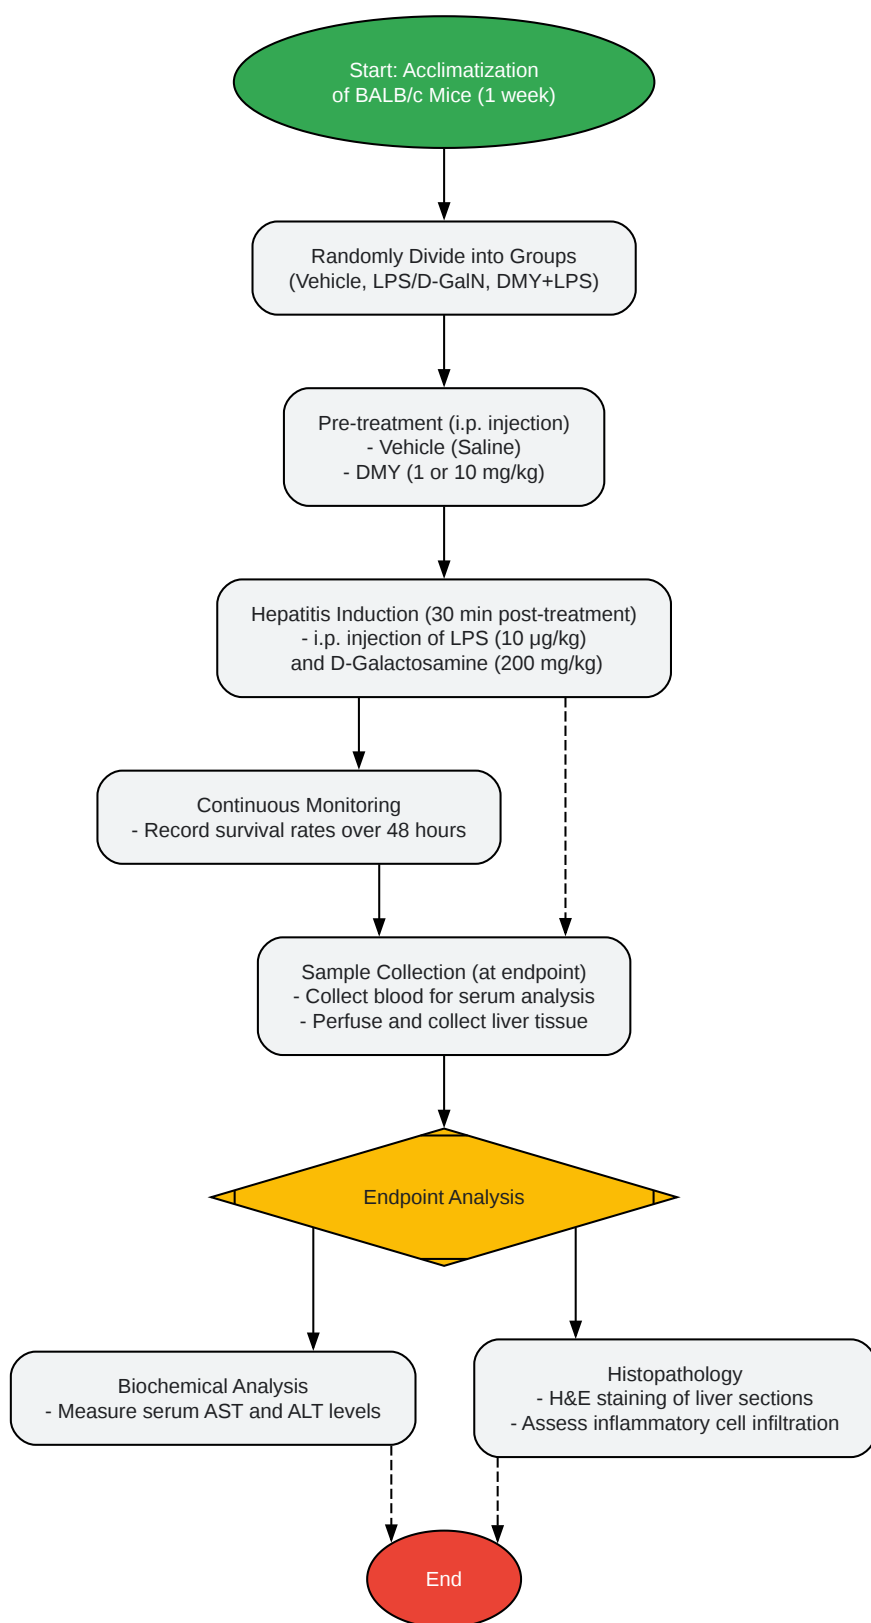 Start: Acclimatization
of BALB/c Mice (1 week)
Randomly Divide into Groups
(Vehicle, LPS/D-GalN, DMY+LPS)
Pre-treatment (i.p. injection)
- Vehicle (Saline)
- DMY (1 or 10 mg/kg)
Hepatitis Induction (30 min post-treatment)
- i.p. injection of LPS (10 μg/kg)
and D-Galactosamine (200 mg/kg)
Continuous Monitoring
- Record survival rates over 48 hours
Sample Collection (at endpoint)
- Collect blood for serum analysis
- Perfuse and collect liver tissue
Endpoint Analysis
Biochemical Analysis
- Measure serum AST and ALT levels
Histopathology
- H&E staining of liver sections
- Assess inflammatory cell infiltration
End